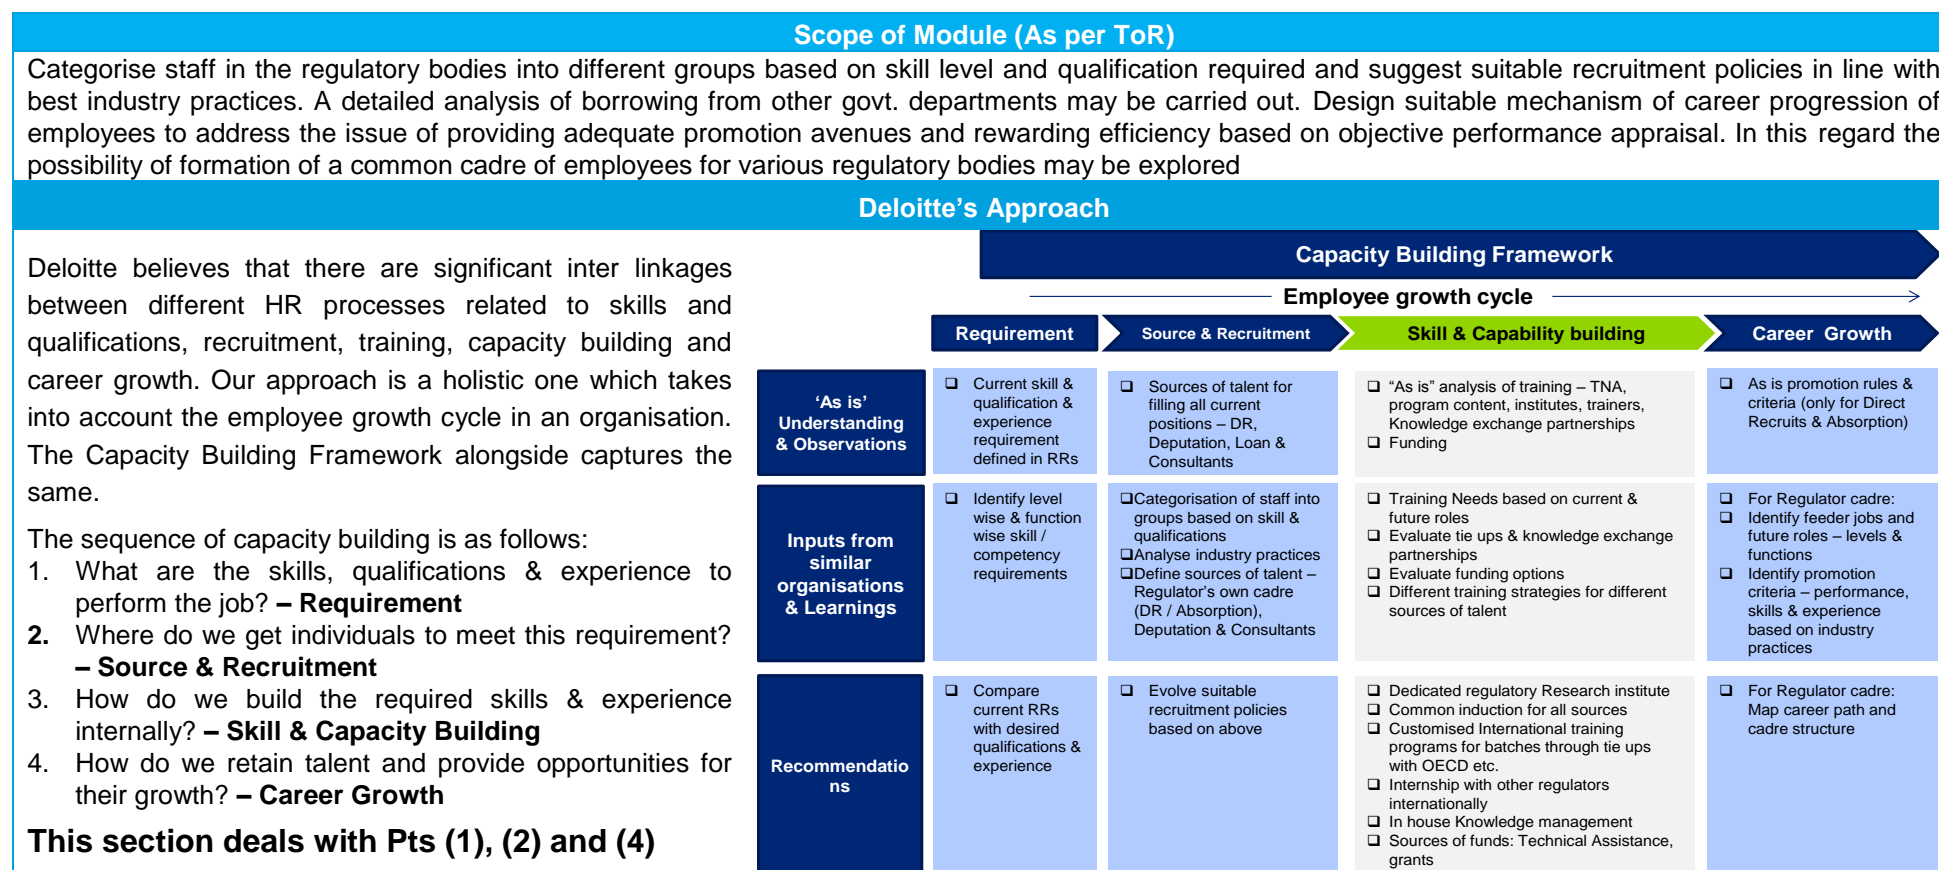 Scope of Module (As per ToR)
Categorise staff in the regulatory bodies into different groups based on skill level and qualification required and suggest suitable recruitment policies in line with
best industry practices. A detailed analysis of borrowing from other govt. departments may be carried out. Design suitable mechanism of career progression of
employees to address the issue of providing adequate promotion avenues and rewarding efficiency based on objective performance appraisal. In this regard the
possibility of formation of a common cadre of employees for various regulatory bodies may be explored
Deloitte's Approach
Deloitte believes that there are significant inter linkages
between different HR processes related to skills and
qualifications, recruitment, training, capacity building and
career growth. Our approach is a holistic one which takes
into account the employee growth cycle in an organisation.
The Capacity Building Framework alongside captures the
same.
The sequence of capacity building is as follows:
1. What are the skills, qualifications & experience to
perform the job? – Requirement
2. Where do we get individuals to meet this requirement?
– Source & Recruitment
3. How do we build the required skills & experience
internally? – Skill & Capacity Building
4. How do we retain talent and provide opportunities for
their growth? – Career Growth
This section deals with Pts (1), (2) and (4)
Capacity Building Framework
Employee growth cycle
Requirement
Source & Recruitment
Skill & Capability building
Career Growth
‘As is’
Understanding
& Observations
❑ Current skill &
qualification &
experience
requirement
defined in RRs
❑ Sources of talent for
filling all current
positions – DR,
Deputation, Loan &
Consultants
❑ “As is” analysis of training – TNA,
program content, institutes, trainers,
Knowledge exchange partnerships
❑ Funding
❑ As is promotion rules &
criteria (only for Direct
Recruits & Absorption)
Inputs from
similar
organisations
& Learnings
❑ Identify level
wise & function
wise skill /
competency
requirements
❑Categorisation of staff into
groups based on skill &
qualifications
❑Analyse industry practices
❑Define sources of talent –
Regulator’s own cadre
(DR / Absorption),
Deputation & Consultants
❑ Training Needs based on current &
future roles
❑ Evaluate tie ups & knowledge exchange
partnerships
❑ Evaluate funding options
❑ Different training strategies for different
sources of talent
❑ For Regulator cadre:
❑ Identify feeder jobs and
future roles – levels &
functions
❑ Identify promotion
criteria – performance,
skills & experience
based on industry
practices
Recommendatio
ns
❑ Compare
current RRs
with desired
qualifications &
experience
❑ Evolve suitable
recruitment policies
based on above
❑ Dedicated regulatory Research institute
❑ Common induction for all sources
❑ Customised International training
programs for batches through tie ups
with OECD etc.
❑ Internship with other regulators
internationally
❑ In house Knowledge management
❑ Sources of funds: Technical Assistance,
grants
❑ For Regulator cadre:
Map career path and
cadre structure